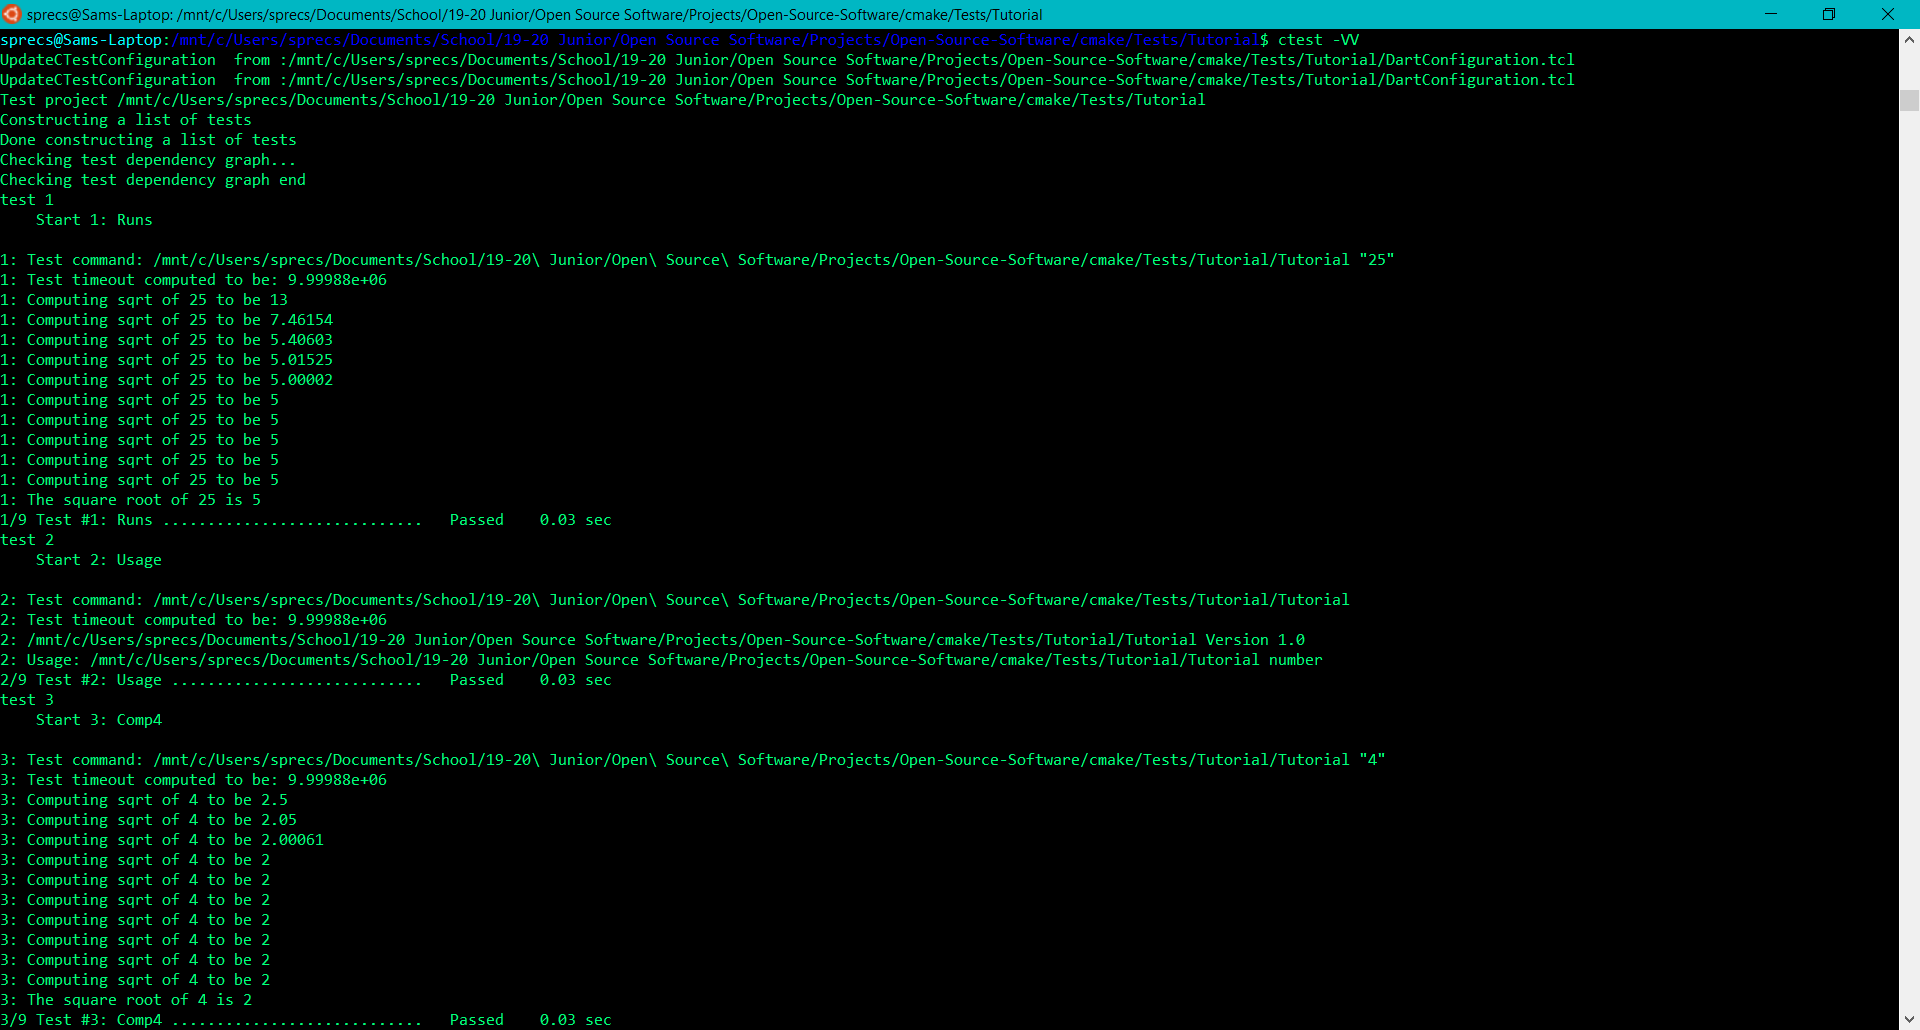 sprecs@Sams-Laptop: /mnt/c/Users/sprecs/Documents/School/19-20 Junior/Open Source Software/Projects/Open-Source-Software/cmake/Tests/Tutorial
sprecs@Sams-Laptop:/mnt/c/Users/sprecs/Documents/School/19-20 Junior/Open Source Software/Projects/Open-Source-Software/cmake/Tests/Tutorial$ ctest -VV
UpdateCTestConfiguration  from :/mnt/c/Users/sprecs/Documents/School/19-20 Junior/Open Source Software/Projects/Open-Source-Software/cmake/Tests/Tutorial/DartConfiguration.tcl
UpdateCTestConfiguration  from :/mnt/c/Users/sprecs/Documents/School/19-20 Junior/Open Source Software/Projects/Open-Source-Software/cmake/Tests/Tutorial/DartConfiguration.tcl
Test project /mnt/c/Users/sprecs/Documents/School/19-20 Junior/Open Source Software/Projects/Open-Source-Software/cmake/Tests/Tutorial
Constructing a list of tests
Done constructing a list of tests
Checking test dependency graph...
Checking test dependency graph end
test 1
    Start 1: Runs
1: Test command: /mnt/c/Users/sprecs/Documents/School/19-20\ Junior/Open\ Source\ Software/Projects/Open-Source-Software/cmake/Tests/Tutorial/Tutorial "25"
1: Test timeout computed to be: 9.99988e+06
1: Computing sqrt of 25 to be 13
1: Computing sqrt of 25 to be 7.46154
1: Computing sqrt of 25 to be 5.40603
1: Computing sqrt of 25 to be 5.01525
1: Computing sqrt of 25 to be 5.00002
1: Computing sqrt of 25 to be 5
1: Computing sqrt of 25 to be 5
1: Computing sqrt of 25 to be 5
1: Computing sqrt of 25 to be 5
1: Computing sqrt of 25 to be 5
1: The square root of 25 is 5
1/9 Test #1: Runs .............................   Passed    0.03 sec
test 2
    Start 2: Usage
2: Test command: /mnt/c/Users/sprecs/Documents/School/19-20\ Junior/Open\ Source\ Software/Projects/Open-Source-Software/cmake/Tests/Tutorial/Tutorial
2: Test timeout computed to be: 9.99988e+06
2: /mnt/c/Users/sprecs/Documents/School/19-20 Junior/Open Source Software/Projects/Open-Source-Software/cmake/Tests/Tutorial/Tutorial Version 1.0
2: Usage: /mnt/c/Users/sprecs/Documents/School/19-20 Junior/Open Source Software/Projects/Open-Source-Software/cmake/Tests/Tutorial/Tutorial number
2/9 Test #2: Usage ............................   Passed    0.03 sec
test 3
    Start 3: Comp4
3: Test command: /mnt/c/Users/sprecs/Documents/School/19-20\ Junior/Open\ Source\ Software/Projects/Open-Source-Software/cmake/Tests/Tutorial/Tutorial "4"
3: Test timeout computed to be: 9.99988e+06
3: Computing sqrt of 4 to be 2.5
3: Computing sqrt of 4 to be 2.05
3: Computing sqrt of 4 to be 2.00061
3: Computing sqrt of 4 to be 2
3: Computing sqrt of 4 to be 2
3: Computing sqrt of 4 to be 2
3: Computing sqrt of 4 to be 2
3: Computing sqrt of 4 to be 2
3: Computing sqrt of 4 to be 2
3: Computing sqrt of 4 to be 2
3: The square root of 4 is 2
3/9 Test #3: Comp4 ............................   Passed    0.03 sec